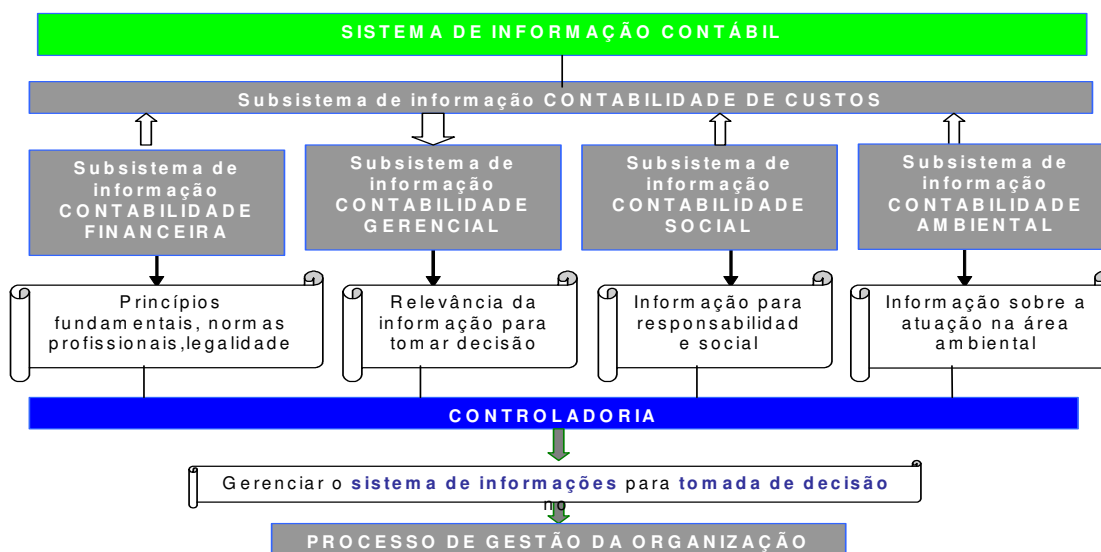 SISTEMA DE INFORMAÇÃO CONTÁBIL
Subsistema de informação CONTABILIDADE DE CUSTOS
Subsistema de
informação
CONTABILIDADE
FINANCEIRA
Subsistema de
informação
CONTABILIDADE
GERENCIAL
Subsistema de
informação
CONTABILIDADE
SOCIAL
Subsistema de
informação
CONTABILIDADE
AMBIENTAL
Princípios
fundamentais, normas
profissionais,legalidade
Relevância da
informação para
tomar decisão
Informação para
responsabilidad
e social
Informação sobre a
atuação na área
ambiental
CONTROLADORIA
Gerenciar o sistema de informações para tomada de decisão
no
PROCESSO DE GESTÃO DA ORGANIZAÇÃO